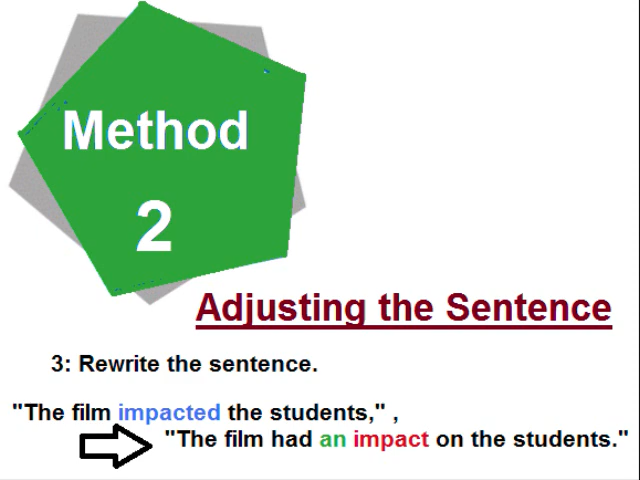 Method
2
Adjusting the Sentence
3: Rewrite the sentence.
"The film impacted the students," ,
"The film had an impact on the students."